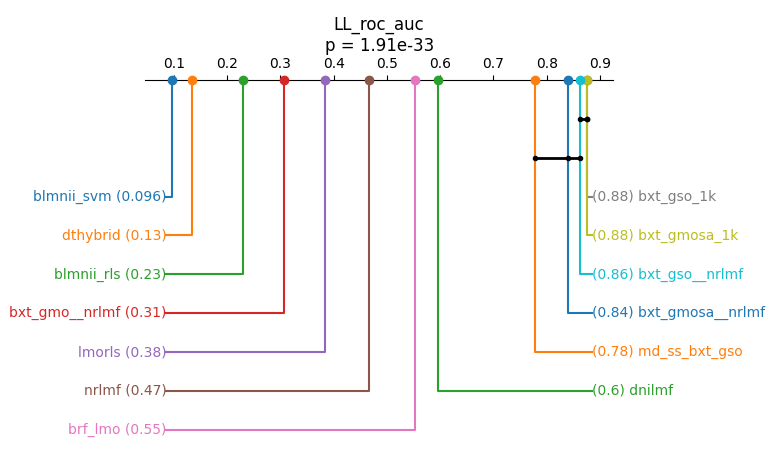 LL_roc_auc
p = 1.91e-33
0.1 0.2 0.3 0.4 0.5 0.6 0.7 0.8 0.9
blmnii_svm (0.096) (0.88) bxt_gso_1k
dthybrid (0.13) (0.88) bxt_gmosa_1k
blmnii_rls (0.23) (0.86) bxt_gso__nrlmf
bxt_gmo__nrlmf (0.31) (0.84) bxt_gmosa__nrlmf
lmorls (0.38) (0.78) md_ss_bxt_gso
nrlmf (0.47) (0.6) dnilmf
brf_lmo (0.55)